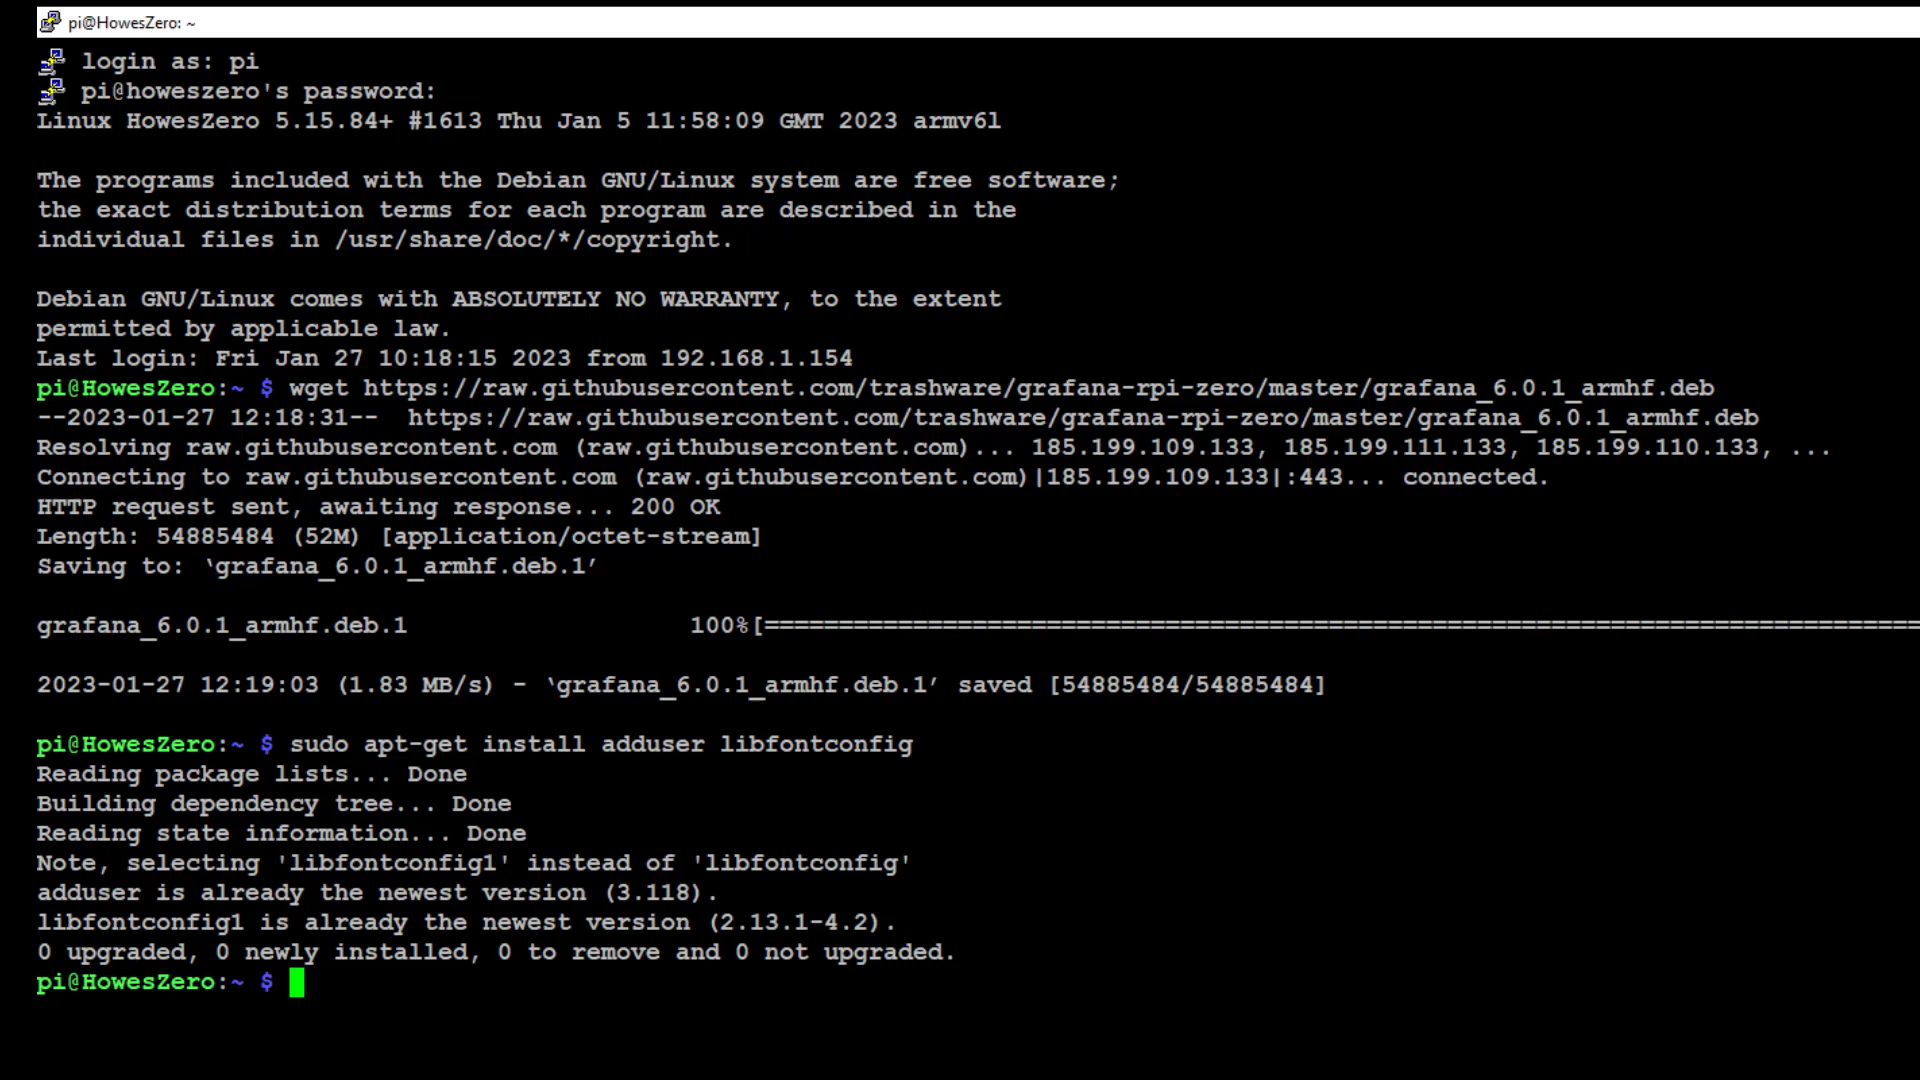 pi@HowesZero: ~
login as: pi
pi@howeszero's password:
Linux HowesZero 5.15.84+ #1613 Thu Jan 5 11:58:09 GMT 2023 armv6l
The programs included with the Debian GNU/Linux system are free software;
the exact distribution terms for each program are described in the
individual files in /usr/share/doc/*/copyright.
Debian GNU/Linux comes with ABSOLUTELY NO WARRANTY, to the extent
permitted by applicable law.
Last login: Fri Jan 27 10:18:15 2023 from 192.168.1.154
pi@HowesZero:~ $ wget https://raw.githubusercontent.com/trashware/grafana-rpi-zero/master/grafana_6.0.1_armhf.deb
--2023-01-27 12:18:31--  https://raw.githubusercontent.com/trashware/grafana-rpi-zero/master/grafana_6.0.1_armhf.deb
Resolving raw.githubusercontent.com (raw.githubusercontent.com)... 185.199.109.133, 185.199.111.133, 185.199.110.133, ...
Connecting to raw.githubusercontent.com (raw.githubusercontent.com)|185.199.109.133|:443... connected.
HTTP request sent, awaiting response... 200 OK
Length: 54885484 (52M) [application/octet-stream]
Saving to: ‘grafana_6.0.1_armhf.deb.1’
grafana_6.0.1_armhf.deb.1                   100%[==============================================================================
2023-01-27 12:19:03 (1.83 MB/s) - ‘grafana_6.0.1_armhf.deb.1’ saved [54885484/54885484]
pi@HowesZero:~ $ sudo apt-get install adduser libfontconfig
Reading package lists... Done
Building dependency tree... Done
Reading state information... Done
Note, selecting 'libfontconfig1' instead of 'libfontconfig'
adduser is already the newest version (3.118).
libfontconfig1 is already the newest version (2.13.1-4.2).
0 upgraded, 0 newly installed, 0 to remove and 0 not upgraded.
pi@HowesZero:~ $